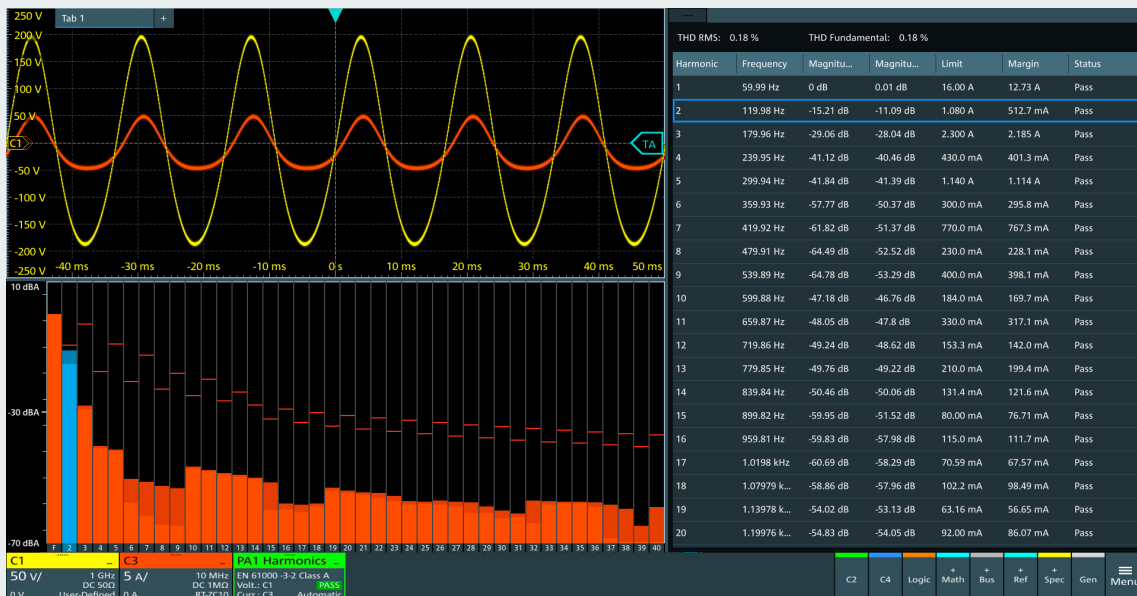 250 V
Tab 1 +
200 V
150 V
100 V
50 V
C1
TA
-50 V
-100 V
-150 V
-200 V
-250 V -40 ms -30 ms -20 ms -10 ms 0 s 10 ms 20 ms 30 ms 40 ms 50 ms
10 dBA
-30 dBA
-70 dBA
F 2 3 4 5 6 7 8 9 10 11 12 13 14 15 16 17 18 19 20 21 22 23 24 25 26 27 28 29 30 31 32 33 34 35 36 37 38 39 40
THD RMS: 0.18 % THD Fundamental: 0.18 %
Harmonic Frequency Magnitu... Magnitu... Limit Margin Status
1 59.99 Hz 0 dB 0.01 dB 16.00 A 12.73 A Pass
2 119.98 Hz -15.21 dB -11.09 dB 1.080 A 512.7 mA Pass
3 179.96 Hz -29.06 dB -28.04 dB 2.300 A 2.185 A Pass
4 239.95 Hz -41.12 dB -40.46 dB 430.0 mA 401.3 mA Pass
5 299.94 Hz -41.84 dB -41.39 dB 1.140 A 1.114 A Pass
6 359.93 Hz -57.77 dB -50.37 dB 300.0 mA 295.8 mA Pass
7 419.92 Hz -61.82 dB -51.37 dB 770.0 mA 767.3 mA Pass
8 479.91 Hz -64.49 dB -52.52 dB 230.0 mA 228.1 mA Pass
9 539.89 Hz -64.78 dB -53.29 dB 400.0 mA 398.1 mA Pass
10 599.88 Hz -47.18 dB -46.76 dB 184.0 mA 169.7 mA Pass
11 659.87 Hz -48.05 dB -47.8 dB 330.0 mA 317.1 mA Pass
12 719.86 Hz -49.24 dB -48.62 dB 153.3 mA 142.0 mA Pass
13 779.85 Hz -49.76 dB -49.22 dB 210.0 mA 199.4 mA Pass
14 839.84 Hz -50.46 dB -50.06 dB 131.4 mA 121.6 mA Pass
15 899.82 Hz -59.95 dB -51.52 dB 80.00 mA 76.71 mA Pass
16 959.81 Hz -59.83 dB -57.98 dB 115.0 mA 111.7 mA Pass
17 1.0198 kHz -60.69 dB -58.29 dB 70.59 mA 67.57 mA Pass
18 1.07979 k... -58.86 dB -57.96 dB 102.2 mA 98.49 mA Pass
19 1.13978 k... -54.02 dB -53.13 dB 63.16 mA 56.65 mA Pass
20 1.19976 k... -54.83 dB -54.05 dB 92.00 mA 86.07 mA Pass
C1
50 V/ 1 GHz
DC 50Ω
0 V User-Defined
C3
5 A/ 10 MHz
DC 1MΩ
0 A RT-ZC10
PA1 Harmonics
EN 61000 -3-2 Class A
Volt.: C1 PASS
Curr.: C3 Automatic
C2
C4
Logic
+ Math
+ Bus
+ Ref
+ Spec
Gen
Menu